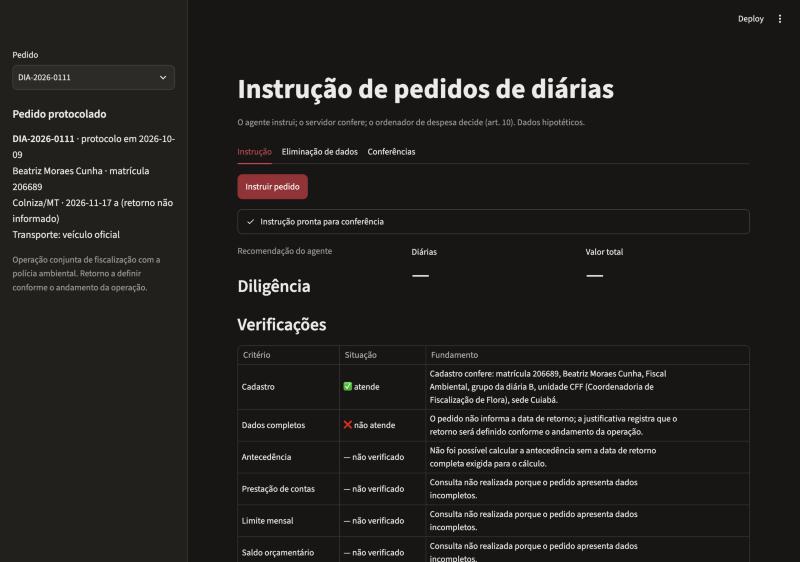 Deploy
Pedido
DIA-2026-0111
Pedido protocolado
DIA-2026-0111 · protocolo em 2026-10-
09
Beatriz Moraes Cunha · matrícula
206689
Colniza/MT · 2026-11-17 a (retorno não
informado)
Transporte: veículo oficial
Operação conjunta de fiscalização com a
polícia ambiental. Retorno a definir
conforme o andamento da operação.
Instrução de pedidos de diárias
O agente instrui; o servidor confere; o ordenador de despesa decide (art. 10). Dados hipotéticos.
Instrução Eliminação de dados Conferências
Instruir pedido
Instrução pronta para conferência
Recomendação do agente Diárias Valor total
— —
Diligência
Verificações
Critério Situação Fundamento
Cadastro ✅ atende Cadastro confere: matrícula 206689, Beatriz Moraes Cunha, Fiscal
Ambiental, grupo da diária B, unidade CFF (Coordenadoria de
Fiscalização de Flora), sede Cuiabá.
Dados completos ❌ não atende O pedido não informa a data de retorno; a justificativa registra que o
retorno será definido conforme o andamento da operação.
Antecedência — não verificado Não foi possível calcular a antecedência sem a data de retorno
completa exigida para o cálculo.
Prestação de contas — não verificado Consulta não realizada porque o pedido apresenta dados
incompletos.
Limite mensal — não verificado Consulta não realizada porque o pedido apresenta dados
incompletos.
Saldo orçamentário — não verificado Consulta não realizada porque o pedido apresenta dados
incompletos.